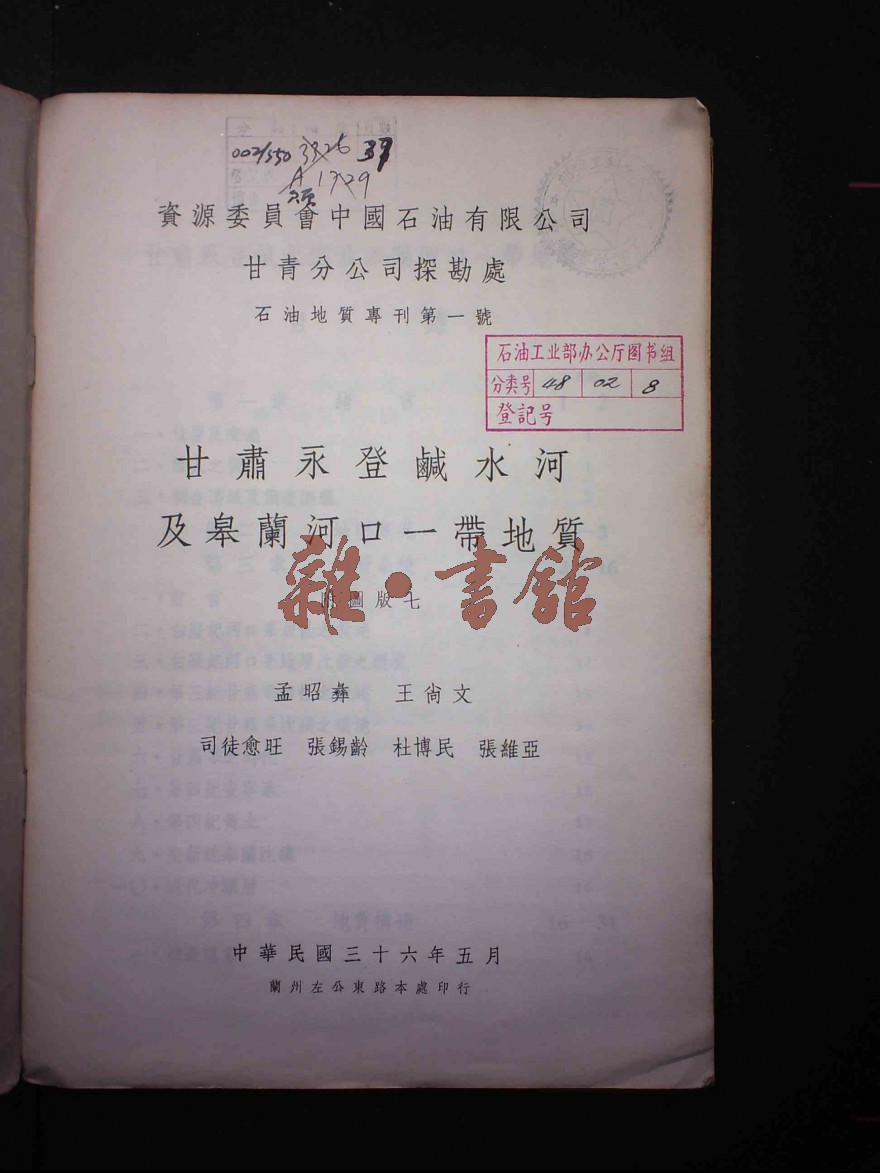 002/550 3326 39
A 1729
資源委員會中國石油有限公司
甘青分公司探勘處
石油地質專刊第一號
石油工业部办公厅图书组
分类号 48 02 8
登記号
甘肅永登鹹水河
及皋蘭河口一帶地質
圖版七
雜·書館
孟昭彝 王尙文
司徒愈旺 張錫齡 杜博民 張維亞
中華民國三十六年五月
蘭州左公東路本處印行